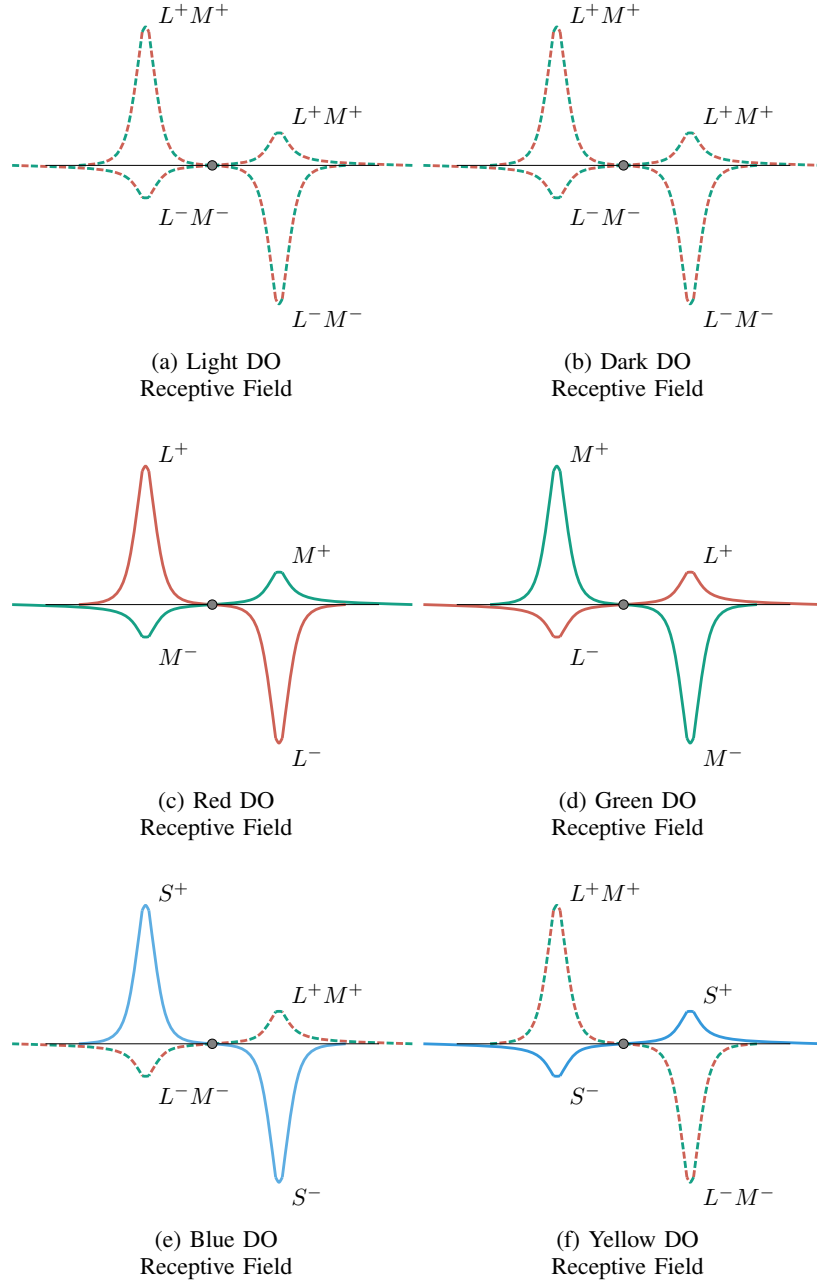 L⁺M⁺ L⁺M⁺
L⁺M⁺ L⁺M⁺
L⁻M⁻ L⁻M⁻
L⁻M⁻ L⁻M⁻
(a) Light DO
Receptive Field
(b) Dark DO
Receptive Field
L⁺ M⁺
M⁺ L⁺
M⁻ L⁻
L⁻ M⁻
(c) Red DO
Receptive Field
(d) Green DO
Receptive Field
S⁺ L⁺M⁺
L⁺M⁺ S⁺
L⁻M⁻ S⁻
S⁻ L⁻M⁻
(e) Blue DO
Receptive Field
(f) Yellow DO
Receptive Field